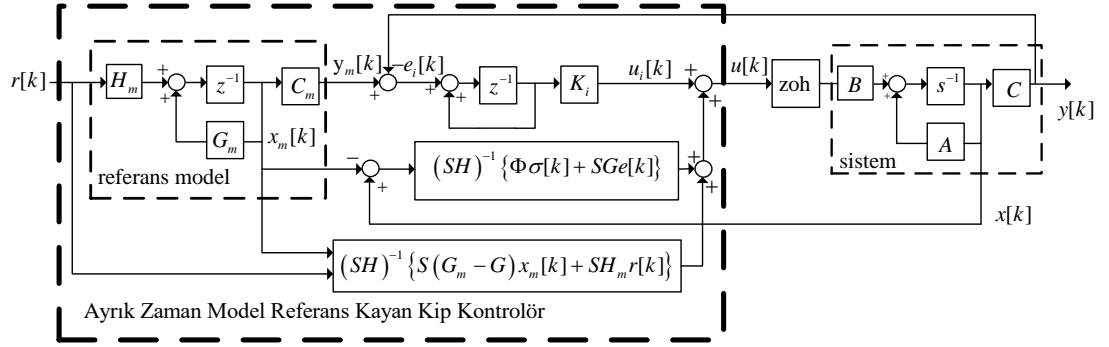 r[k]
H_m
+
+
z^{-1}
C_m
G_m
x_m[k]
referans model
y_m[k]
−
+
e_i[k]
+
+
z^{-1}
K_i
u_i[k]
+
+
u[k]
zoh
B
+
+
s^{-1}
C
A
sistem
y[k]
x[k]
−
+
(SH)^{-1} {Φσ[k] + SGe[k]}
+
+
(SH)^{-1} {S(G_m − G)x_m[k] + SH_m r[k]}
Ayrık Zaman Model Referans Kayan Kip Kontrolör